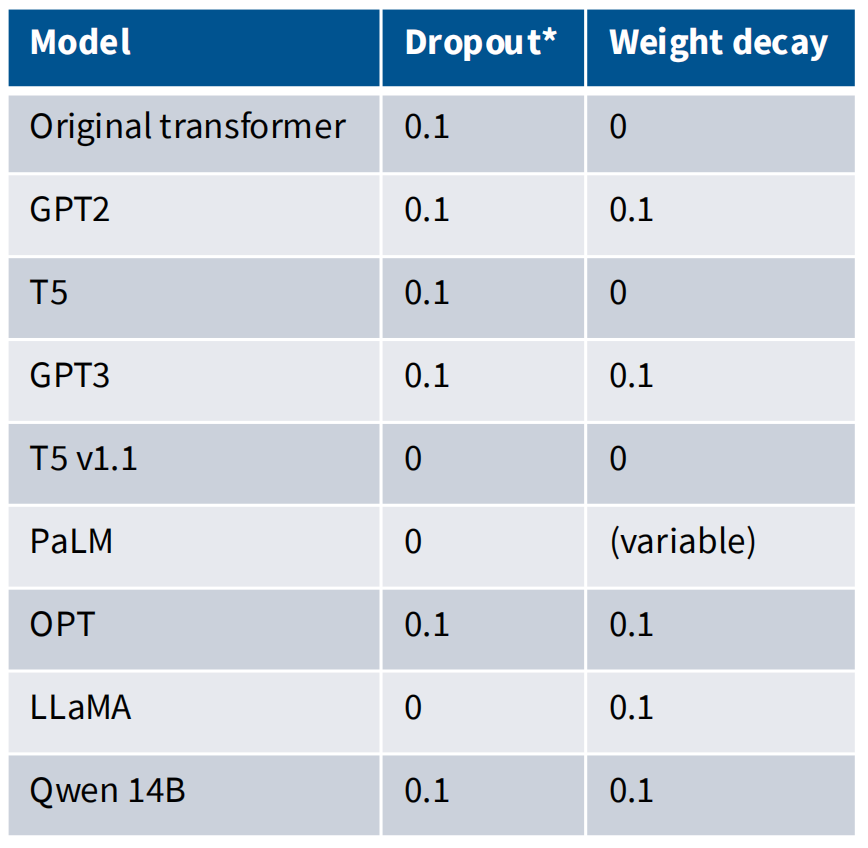 Model Dropout* Weight decay
Original transformer 0.1 0
GPT2 0.1 0.1
T5 0.1 0
GPT3 0.1 0.1
T5 v1.1 0 0
PaLM 0 (variable)
OPT 0.1 0.1
LLaMA 0 0.1
Qwen 14B 0.1 0.1